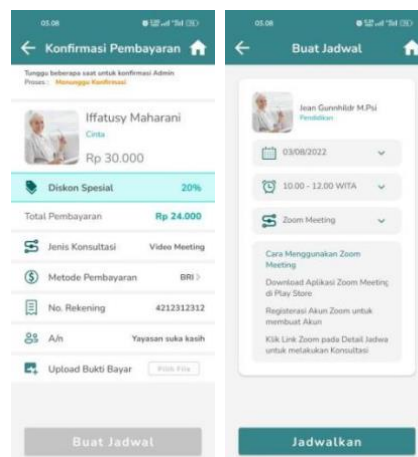 05.08
Konfirmasi Pembayaran
Tunggu beberapa saat untuk konfirmasi Admin
Proses : Menunggu Konfirmasi
Iffatusy Maharani
Cinta
Rp 30.000
Diskon Spesial 20%
Total Pembayaran Rp 24.000
Jenis Konsultasi Video Meeting
Metode Pembayaran BRI >
No. Rekening 4212312312
A/n Yayasan suka kasih
Upload Bukti Bayar Pilih File
Buat Jadwal
05.08
Buat Jadwal
Jean Gunnhildr M.Psi
Pendidikan
03/08/2022
10.00 - 12.00 WITA
Zoom Meeting
Cara Menggunakan Zoom
Meeting
Download Aplikasi Zoom Meeting
di Play Store
Registerasi Akun Zoom untuk
membuat Akun
Klik Link Zoom pada Detail Jadwa
untuk melakukan Konsultasi
Jadwalkan